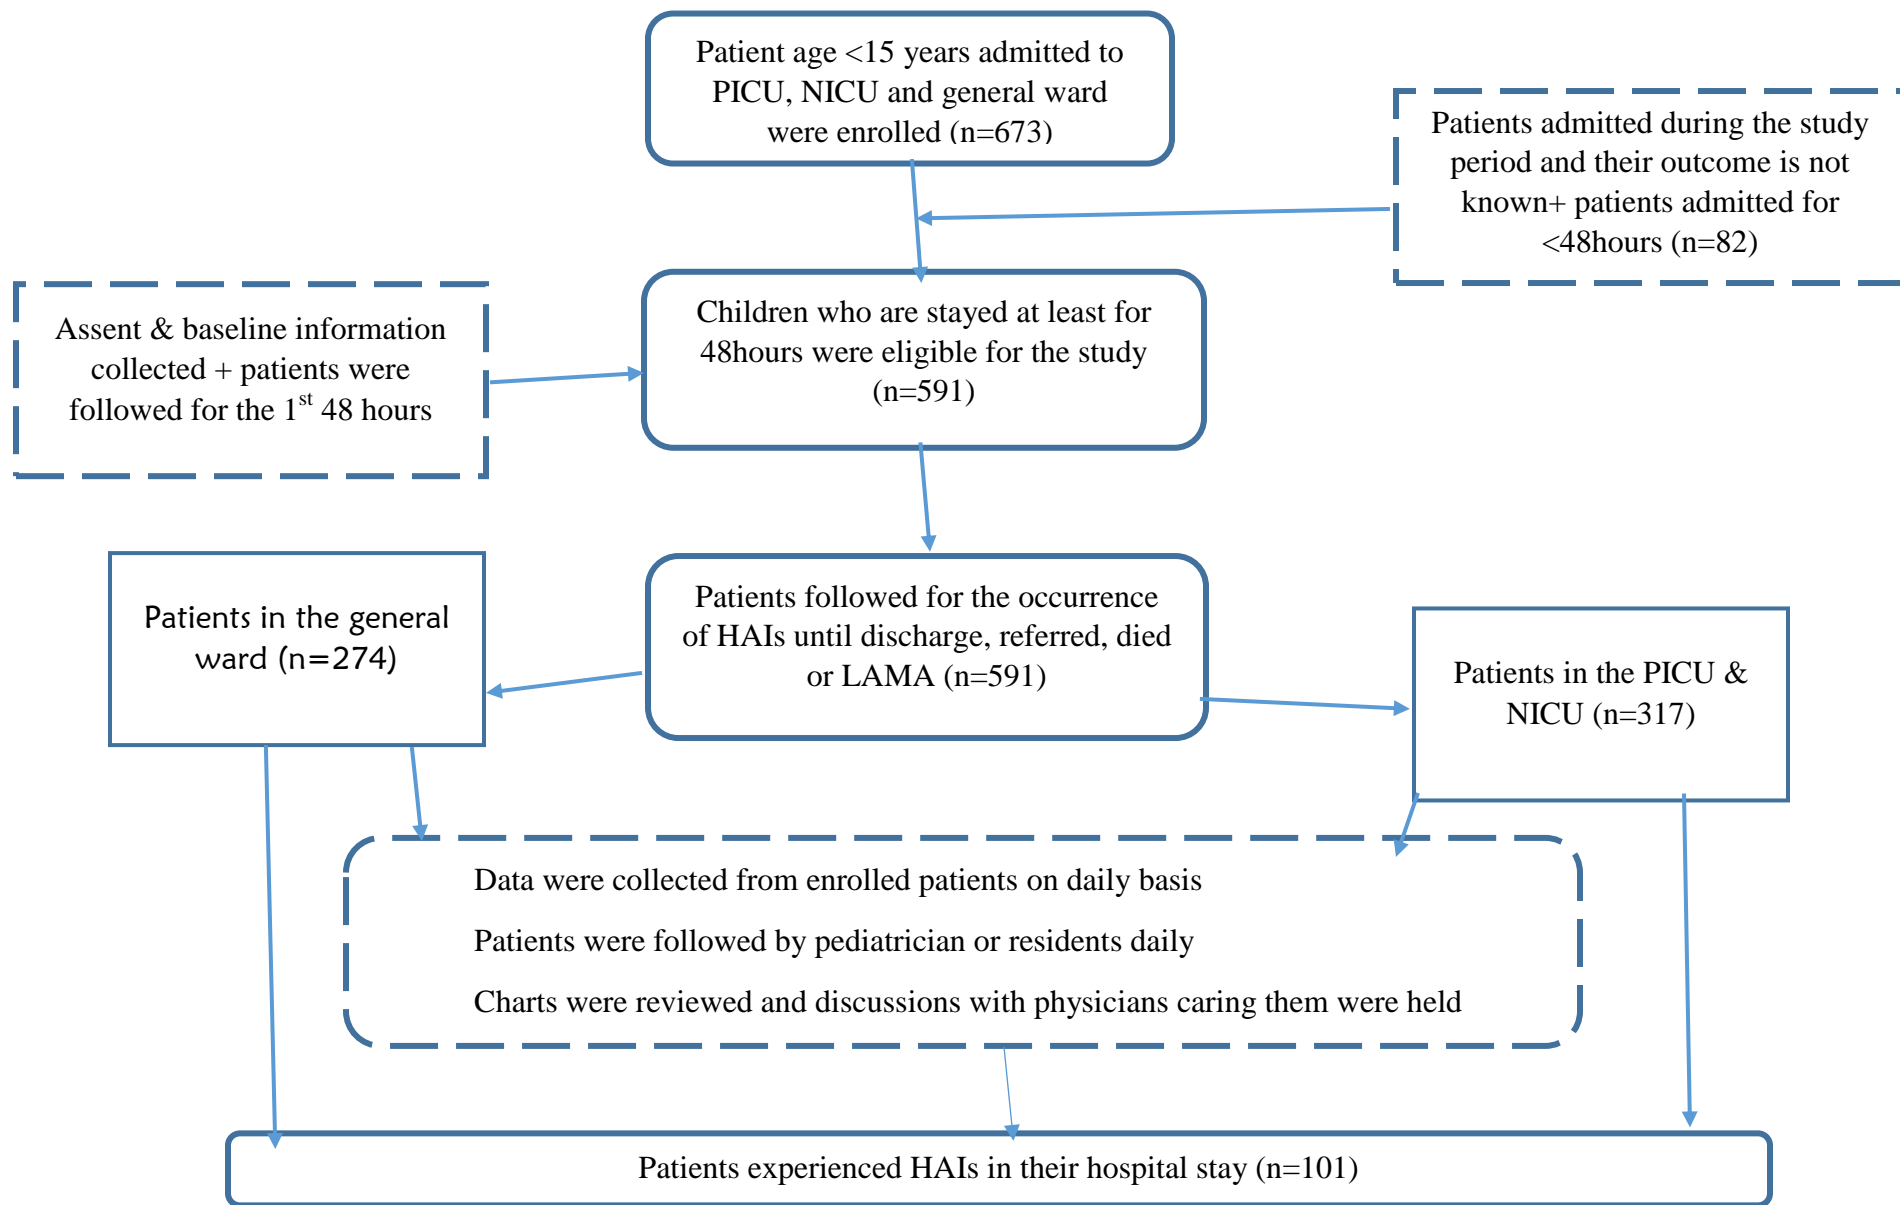 Patient age <15 years admitted to
PICU, NICU and general ward
were enrolled (n=673)
Patients admitted during the study
period and their outcome is not
known+ patients admitted for
<48hours (n=82)
Assent & baseline information
collected + patients were
followed for the 1st 48 hours
Children who are stayed at least for
48hours were eligible for the study
(n=591)
Patients in the general
ward (n=274)
Patients followed for the occurrence
of HAIs until discharge, referred, died
or LAMA (n=591)
Patients in the PICU &
NICU (n=317)
Data were collected from enrolled patients on daily basis
Patients were followed by pediatrician or residents daily
Charts were reviewed and discussions with physicians caring them were held
Patients experienced HAIs in their hospital stay (n=101)